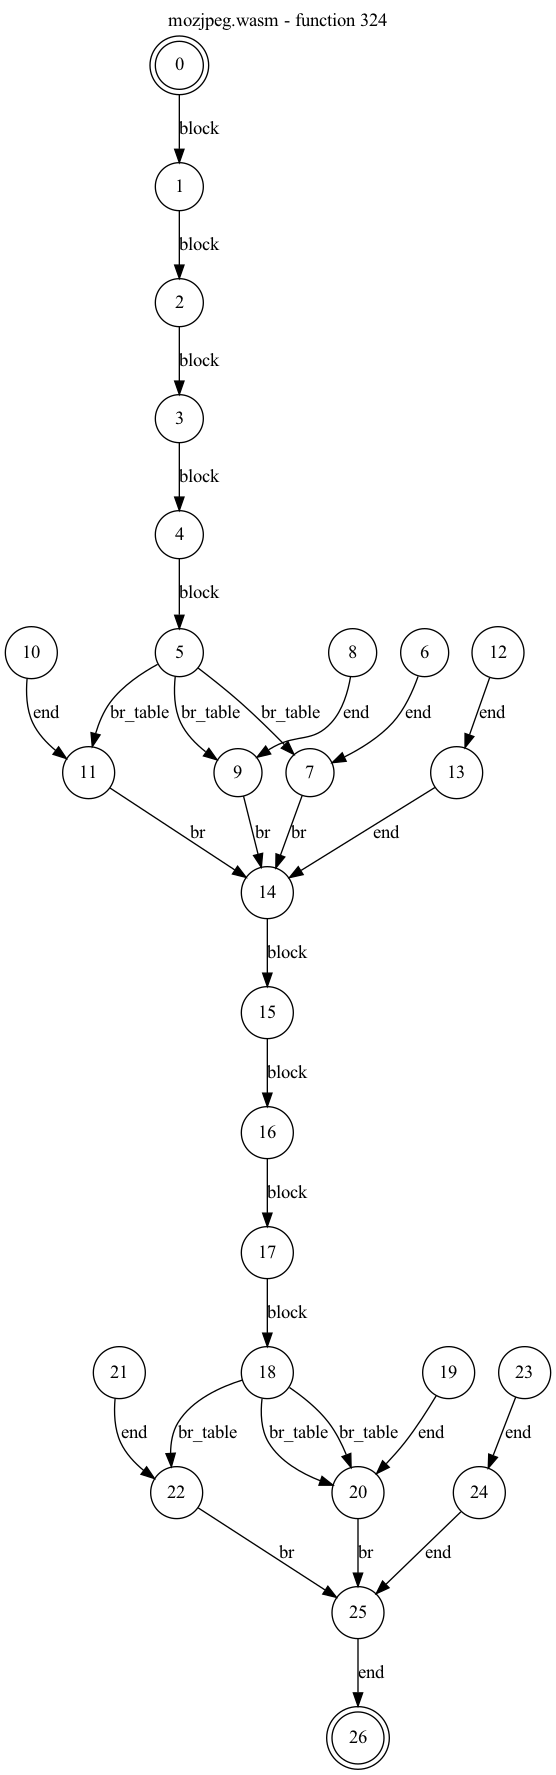 mozjpeg.wasm - function 324
0
block
1
block
2
block
3
block
4
block
10 5 8 6 12
end br_table br_table br_table end end end
11 9 7 13
br br br end
14
block
15
block
16
block
17
block
21 18 19 23
end br_table br_table br_table end end
22 20 24
br br end
25
end
26